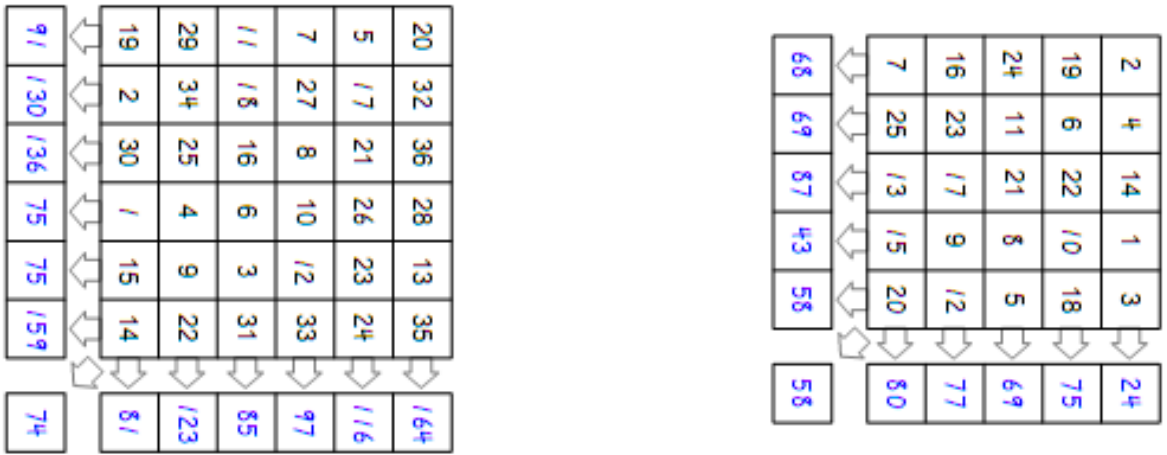 2 4 14 1 3 24
19 6 22 10 18 75
24 11 21 8 5 69
16 23 17 9 12 77
7 25 13 15 20 80
68 69 87 43 58 58
20 32 36 28 13 35 164
5 17 21 26 23 24 116
7 27 8 10 12 33 97
11 18 16 6 3 31 85
29 34 25 4 9 22 123
19 2 30 1 15 14 81
91 130 136 75 75 159 74